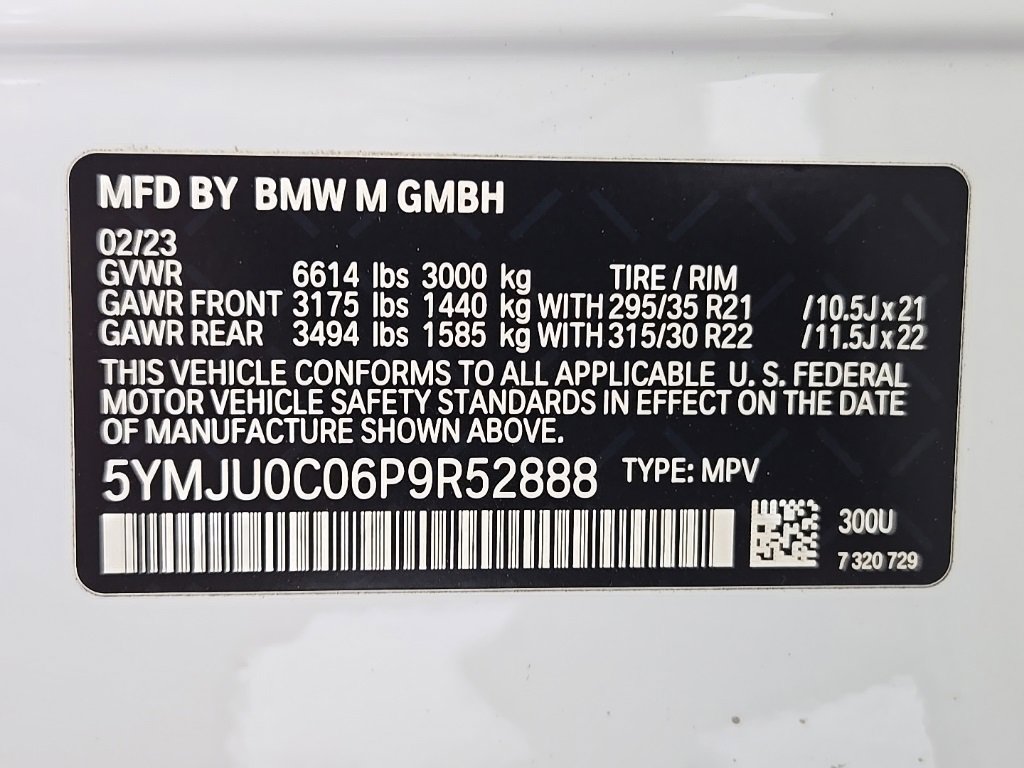 MFD BY BMW M GMBH
02/23
GVWR 6614 lbs 3000 kg TIRE / RIM
GAWR FRONT 3175 lbs 1440 kg WITH 295/35 R21 /10.5J x 21
GAWR REAR 3494 lbs 1585 kg WITH 315/30 R22 /11.5J x 22
THIS VEHICLE CONFORMS TO ALL APPLICABLE U. S. FEDERAL
MOTOR VEHICLE SAFETY STANDARDS IN EFFECT ON THE DATE
OF MANUFACTURE SHOWN ABOVE.
5YMJU0C06P9R52888 TYPE: MPV
300U
7 320 729